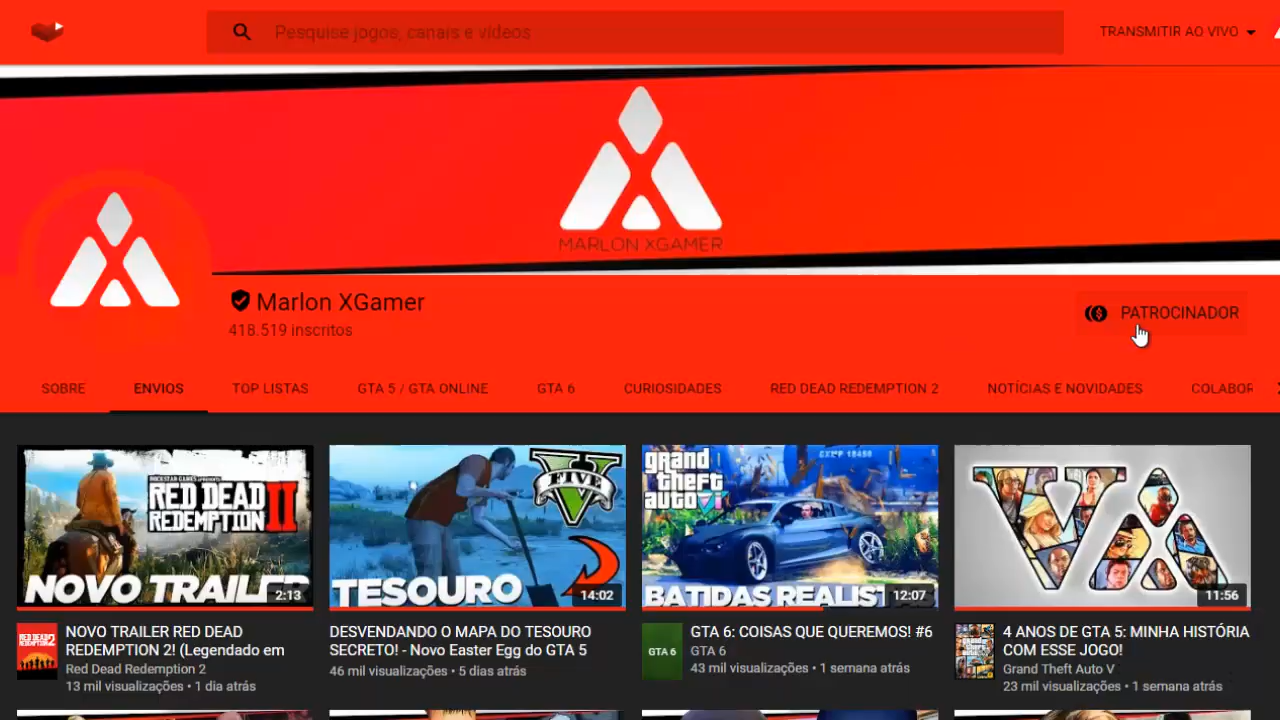 Pesquise jogos, canais e vídeos
TRANSMITIR AO VIVO
MARLON XGAMER
Marlon XGamer
418.519 inscritos
PATROCINADOR
SOBRE
ENVIOS
TOP LISTAS
GTA 5 / GTA ONLINE
GTA 6
CURIOSIDADES
RED DEAD REDEMPTION 2
NOTÍCIAS E NOVIDADES
COLABOR
ROCKSTAR GAMES
RED DEAD
REDEMPTION II
NOVO TRAILER
2:13
FIVE
TESOURO
14:02
grand
theft
auto VI
BATIDAS REALIST
12:07
11:56
NOVO TRAILER RED DEAD
REDEMPTION 2! (Legendado em
Red Dead Redemption 2
13 mil visualizações • 1 dia atrás
DESVENDANDO O MAPA DO TESOURO
SECRETO! - Novo Easter Egg do GTA 5
46 mil visualizações • 5 dias atrás
GTA 6
GTA 6: COISAS QUE QUEREMOS! #6
GTA 6
43 mil visualizações • 1 semana atrás
4 ANOS DE GTA 5: MINHA HISTÓRIA
COM ESSE JOGO!
Grand Theft Auto V
23 mil visualizações • 1 semana atrás